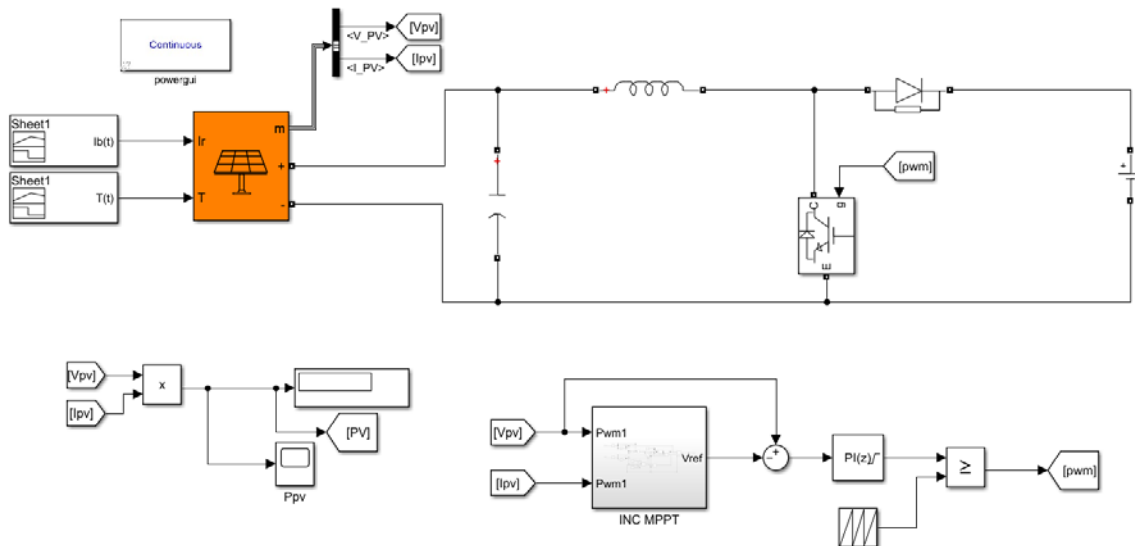 Continuous
powergui
<V_PV>
[Vpv]
<I_PV>
[Ipv]
Sheet1
Ib(t)
Ir
m
Sheet1
T(t)
T
+
-
+
+
+
[pwm]
C
g
E
[Vpv]
[Ipv]
x
[PV]
Ppv
[Vpv]
[Ipv]
Pwm1
Pwm1
Vref
INC MPPT
- +
PI(z)
≥
[pwm]